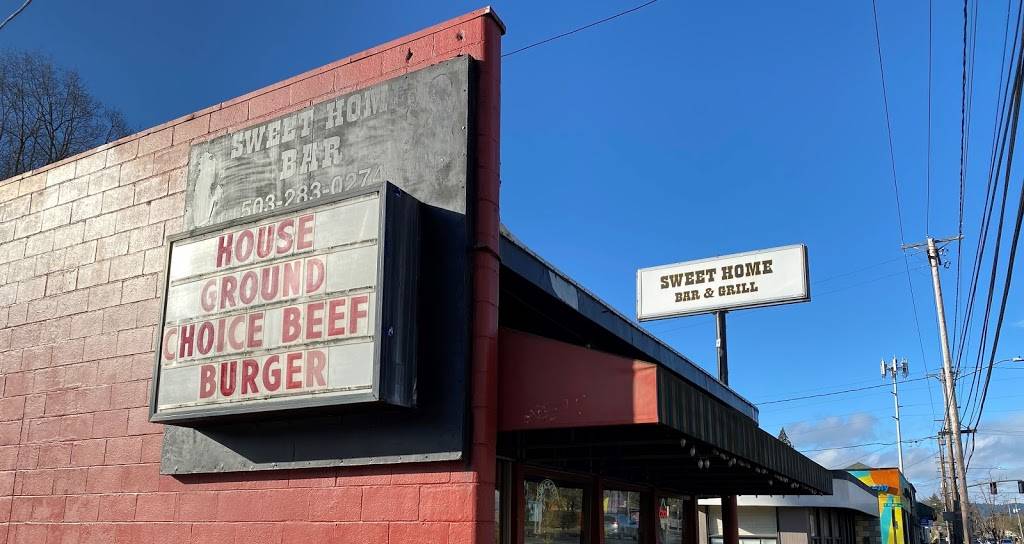 SWEET HOM
BAR
503-283-0274
HOUSE
GROUND
CHOICE BEEF
BURGER
SWEET HOME
BAR & GRILL